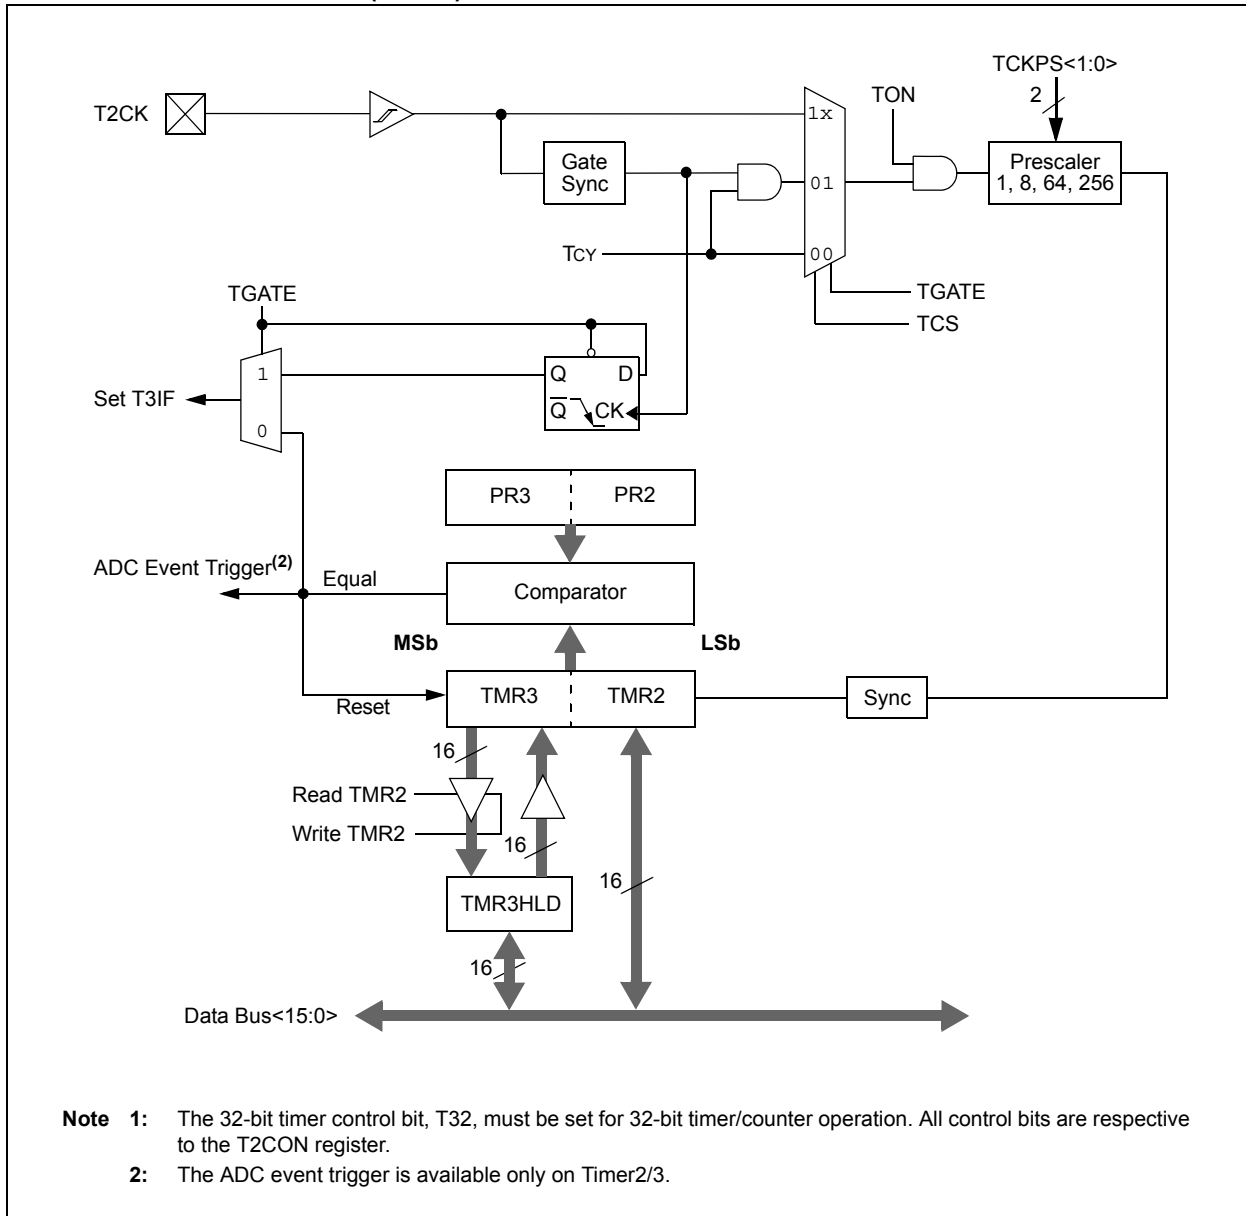 TCKPS<1:0>
2
TON
T2CK
1x
Gate
Sync
Prescaler
1, 8, 64, 256
01
TCY
00
TGATE
TCS
TGATE
1
Q
D
Set T3IF
Q
CK
0
PR3
PR2
ADC Event Trigger(2)
Equal
Comparator
MSb
LSb
Reset
TMR3
TMR2
Sync
16
Read TMR2
Write TMR2
16
16
TMR3HLD
16
Data Bus<15:0>
Note 1: The 32-bit timer control bit, T32, must be set for 32-bit timer/counter operation. All control bits are respective
to the T2CON register.
2: The ADC event trigger is available only on Timer2/3.